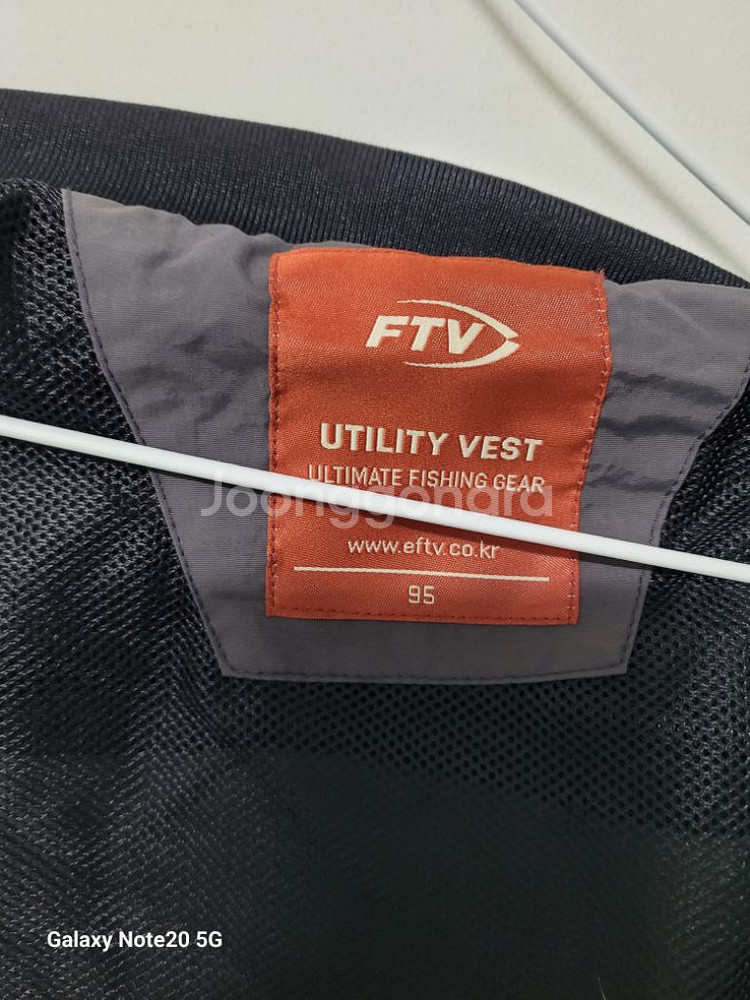 FTV
UTILITY VEST
ULTIMATE FISHING GEAR
Joonggonara
www.eftv.co.kr
95
Galaxy Note20 5G